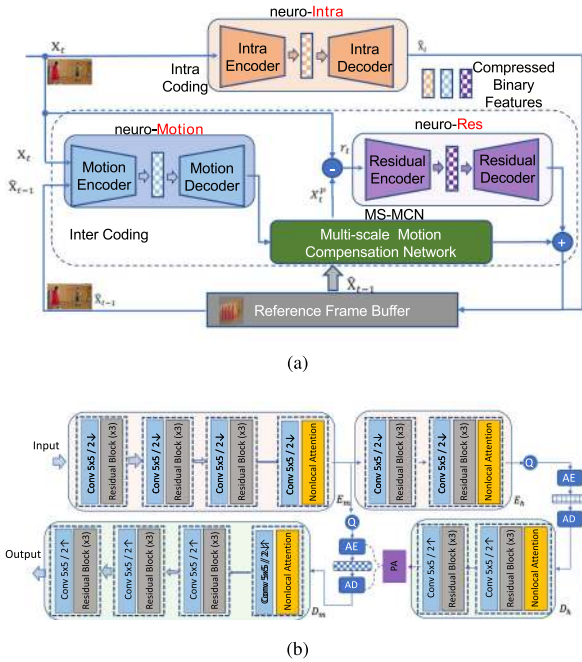 neuro-Intra
X_t
Intra
Encoder
Intra
Decoder
Intra
Coding
Compressed
Binary
Features
neuro-Motion
neuro-Res
X_t
X̂_{t−1}
Motion
Encoder
Motion
Decoder
r_t
-
Residual
Encoder
Residual
Decoder
X_t^p
MS-MCN
Inter Coding
Multi-scale Motion
Compensation Network
+
X̂_{t−1}
X̂_{t−1}
Reference Frame Buffer
(a)
Input
Conv 5x5 / 2↓
Residual Block (x3)
Conv 5x5 / 2↓
Residual Block (x3)
Conv 5x5 / 2↓
Residual Block (x3)
Conv 5x5 / 2↓
Nonlocal Attention
E_m
Conv 5x5 / 2↓
Residual Block (x3)
Conv 5x5 / 2↓
Residual Block (x3)
Nonlocal Attention
E_h
Q
AE
AD
Q
AE
AD
PA
Output
Conv 5x5 / 2↑
Residual Block (x3)
Conv 5x5 / 2↑
Residual Block (x3)
Conv 5x5 / 2↑
Residual Block (x3)
Nonlocal Attention
D_m
Conv 5x5 / 2↑
Residual Block (x3)
Conv 5x5 / 2↑
Residual Block (x3)
Nonlocal Attention
D_h
(b)